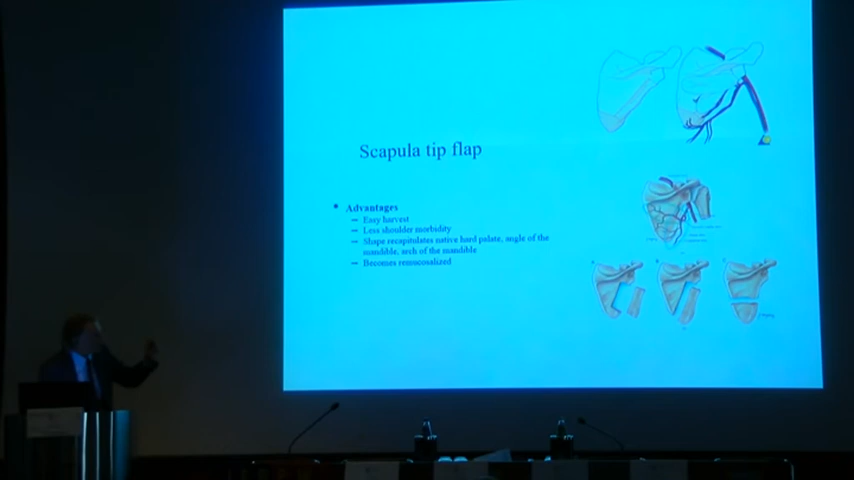 Scapula tip flap
• Advantages
– Easy harvest
– Less shoulder morbidity
– Shape recapitulates native hard palate, angle of the
mandible, arch of the mandible
– Becomes remucosalized